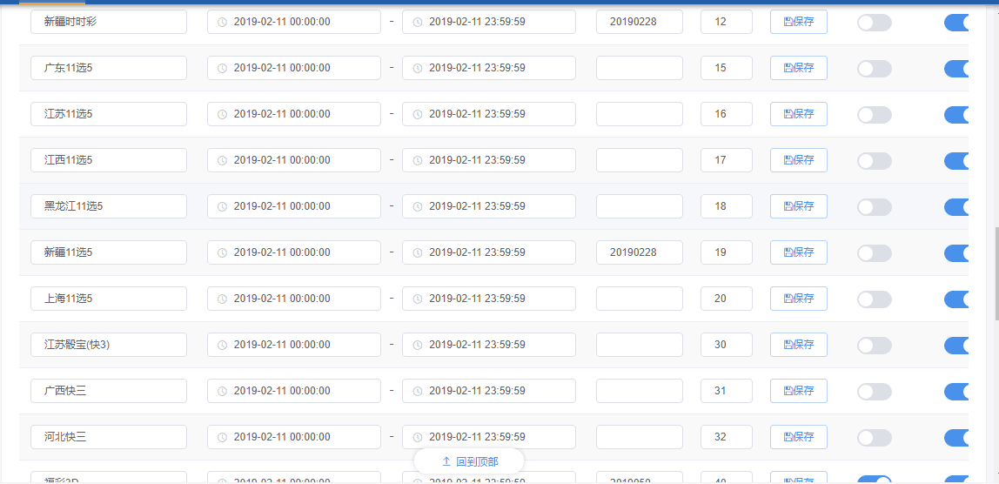 新疆时时彩 2019-02-11 00:00:00 - 2019-02-11 23:59:59 20190228 12 保存
广东11选5 2019-02-11 00:00:00 - 2019-02-11 23:59:59 15 保存
江苏11选5 2019-02-11 00:00:00 - 2019-02-11 23:59:59 16 保存
江西11选5 2019-02-11 00:00:00 - 2019-02-11 23:59:59 17 保存
黑龙江11选5 2019-02-11 00:00:00 - 2019-02-11 23:59:59 18 保存
新疆11选5 2019-02-11 00:00:00 - 2019-02-11 23:59:59 20190228 19 保存
上海11选5 2019-02-11 00:00:00 - 2019-02-11 23:59:59 20 保存
江苏骰宝(快3) 2019-02-11 00:00:00 - 2019-02-11 23:59:59 30 保存
广西快三 2019-02-11 00:00:00 - 2019-02-11 23:59:59 31 保存
河北快三 2019-02-11 00:00:00 - 2019-02-11 23:59:59 32 保存
回到顶部
福彩3D 2019-02-11 00:00:00 - 2019-02-11 23:59:59 2019050 40 保存